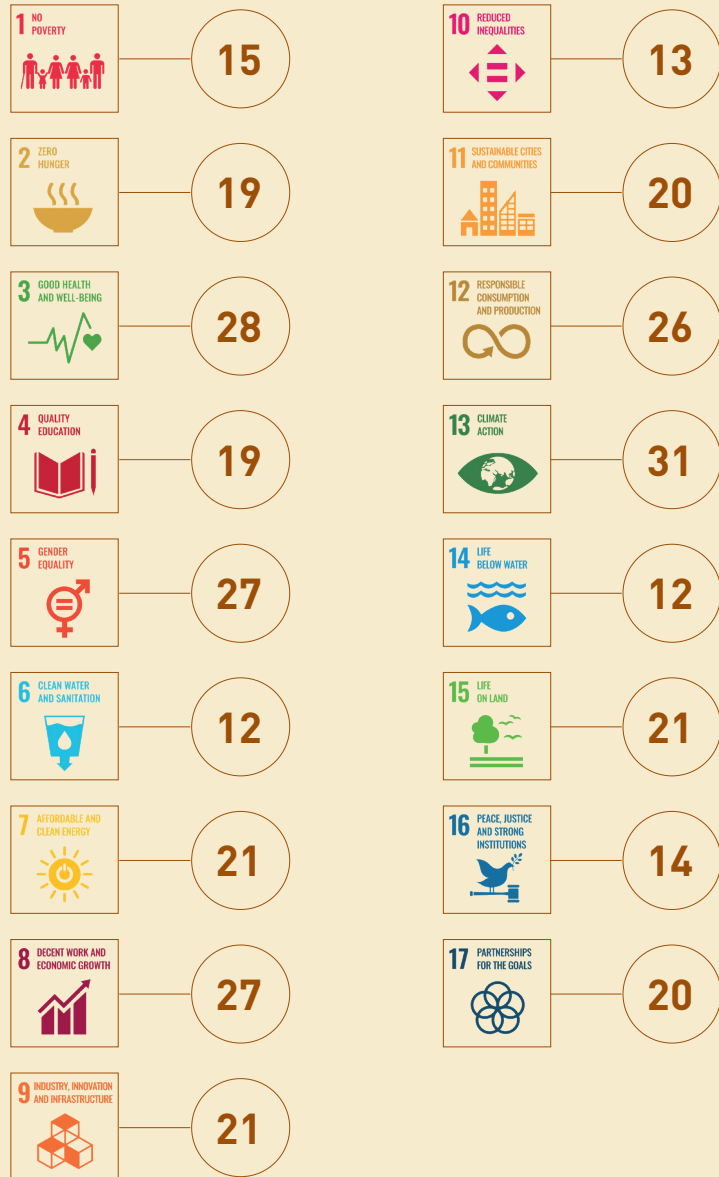 1 NO
POVERTY
15
2 ZERO
HUNGER
19
3 GOOD HEALTH
AND WELL-BEING
28
4 QUALITY
EDUCATION
19
5 GENDER
EQUALITY
27
6 CLEAN WATER
AND SANITATION
12
7 AFFORDABLE AND
CLEAN ENERGY
21
8 DECENT WORK AND
ECONOMIC GROWTH
27
9 INDUSTRY, INNOVATION
AND INFRASTRUCTURE
21
10 REDUCED
INEQUALITIES
13
11 SUSTAINABLE CITIES
AND COMMUNITIES
20
12 RESPONSIBLE
CONSUMPTION
AND PRODUCTION
26
13 CLIMATE
ACTION
31
14 LIFE
BELOW WATER
12
15 LIFE
ON LAND
21
16 PEACE, JUSTICE
AND STRONG
INSTITUTIONS
14
17 PARTNERSHIPS
FOR THE GOALS
20